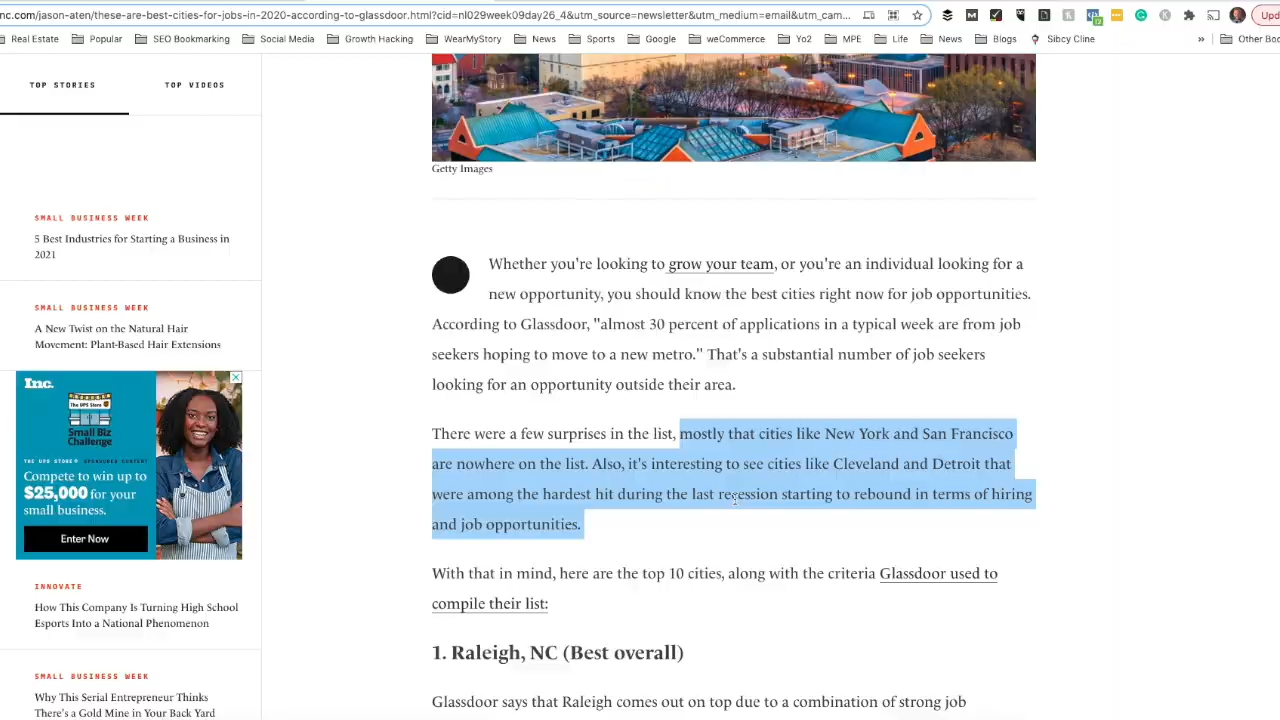 nc.com/jason-aten/these-are-best-cities-for-jobs-in-2020-according-to-glassdoor.html?cid=nl029week09day26_4&utm_source=newsletter&utm_medium=email&utm_cam...
Upd
Real Estate Popular SEO Bookmarking Social Media Growth Hacking WearMyStory News Sports Google weCommerce Yo2 MPE Life News Blogs Sibcy Cline » Other Boo
TOP STORIES TOP VIDEOS
SMALL BUSINESS WEEK
5 Best Industries for Starting a Business in
2021
SMALL BUSINESS WEEK
A New Twist on the Natural Hair
Movement: Plant-Based Hair Extensions
Inc.
The UPS Store
Small Biz
Challenge
THE UPS STORE SPONSORED CONTENT
Compete to win up to
$25,000 for your
small business.
Enter Now
INNOVATE
How This Company Is Turning High School
Esports Into a National Phenomenon
SMALL BUSINESS WEEK
Why This Serial Entrepreneur Thinks
There's a Gold Mine in Your Back Yard
Getty Images
Whether you're looking to grow your team, or you're an individual looking for a
new opportunity, you should know the best cities right now for job opportunities.
According to Glassdoor, "almost 30 percent of applications in a typical week are from job
seekers hoping to move to a new metro." That's a substantial number of job seekers
looking for an opportunity outside their area.
There were a few surprises in the list, mostly that cities like New York and San Francisco
are nowhere on the list. Also, it's interesting to see cities like Cleveland and Detroit that
were among the hardest hit during the last recession starting to rebound in terms of hiring
and job opportunities.
With that in mind, here are the top 10 cities, along with the criteria Glassdoor used to
compile their list:
1. Raleigh, NC (Best overall)
Glassdoor says that Raleigh comes out on top due to a combination of strong job